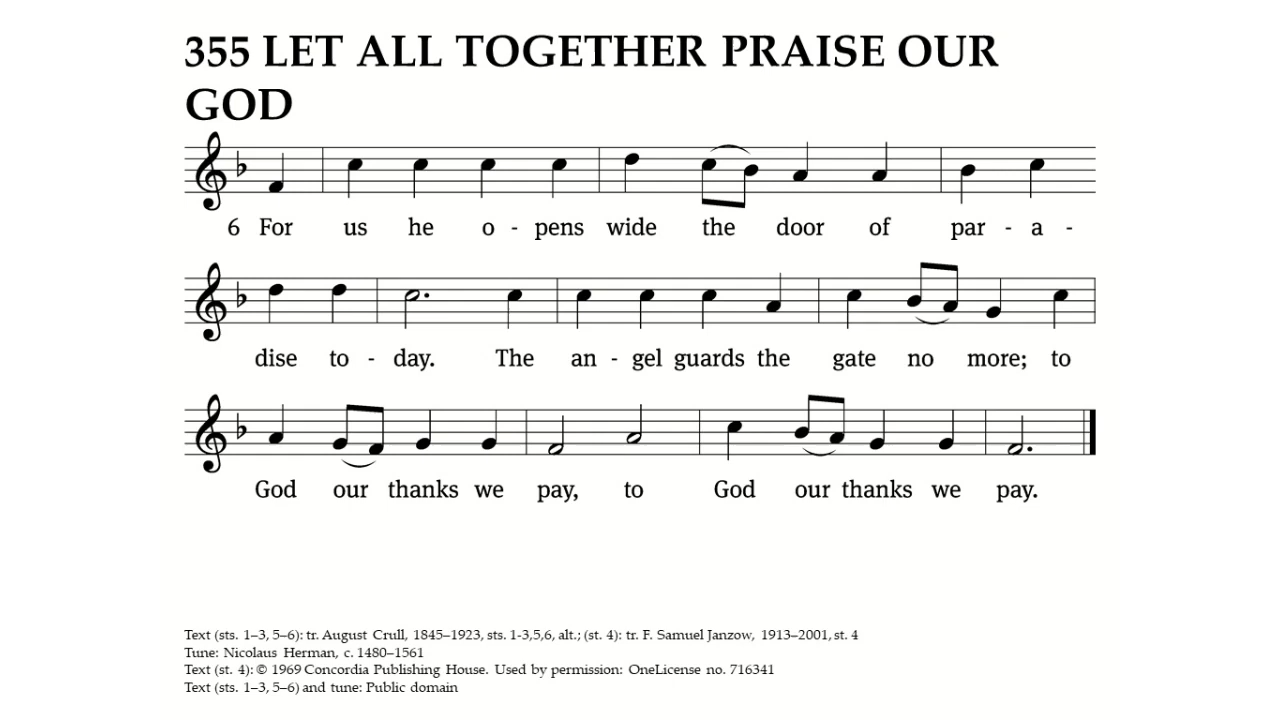 355 LET ALL TOGETHER PRAISE OUR
GOD
6 For us he o - pens wide the door of par - a -
dise to - day. The an - gel guards the gate no more; to
God our thanks we pay, to God our thanks we pay.
Text (sts. 1–3, 5–6): tr. August Crull, 1845–1923, sts. 1-3,5,6, alt.; (st. 4): tr. F. Samuel Janzow, 1913–2001, st. 4
Tune: Nicolaus Herman, c. 1480–1561
Text (st. 4): © 1969 Concordia Publishing House. Used by permission: OneLicense no. 716341
Text (sts. 1–3, 5–6) and tune: Public domain